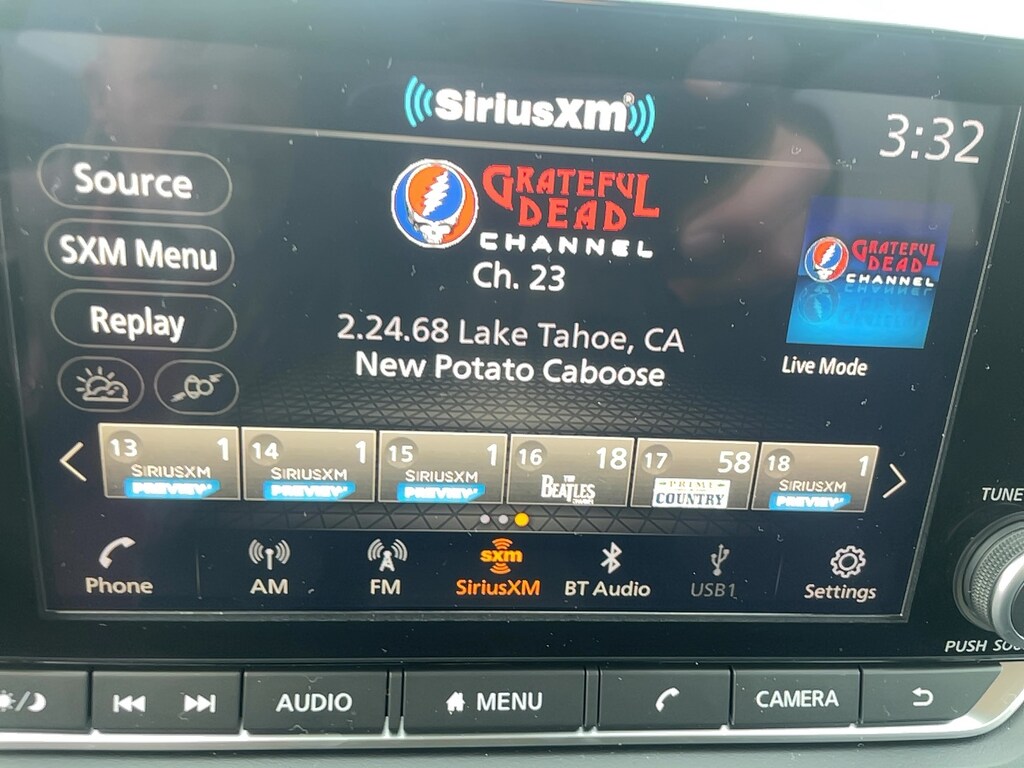 SiriusXm®
3:32
Source
GRATEFUL
DEAD
CHANNEL
SXM Menu
Ch. 23
GRATEFUL
DEAD
CHANNEL
Replay
2.24.68 Lake Tahoe, CA
New Potato Caboose
Live Mode
13 1
SIRIUSXM
PREVIEW
14 1
SIRIUSXM
PREVIEW
15 1
SIRIUSXM
PREVIEW
16 18
THE
BEATLES
CHANNEL
17 58
PRIME
COUNTRY
18 1
SIRIUSXM
PREVIEW
Phone
AM
FM
sxm
SiriusXM
BT Audio
USB1
Settings
TUNE
PUSH SOU
AUDIO
MENU
CAMERA